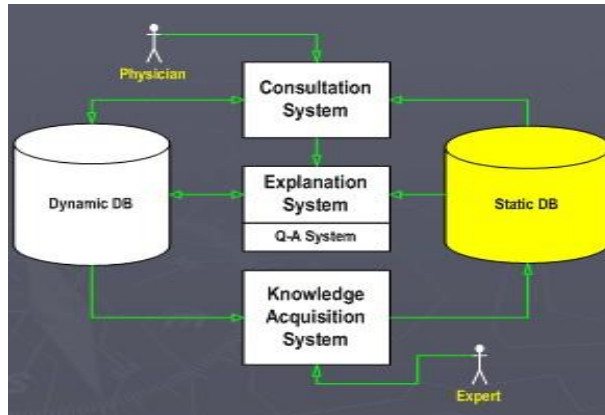 Physician
Consultation
System
Dynamic DB
Explanation
System
Q-A System
Static DB
Knowledge
Acquisition
System
Expert